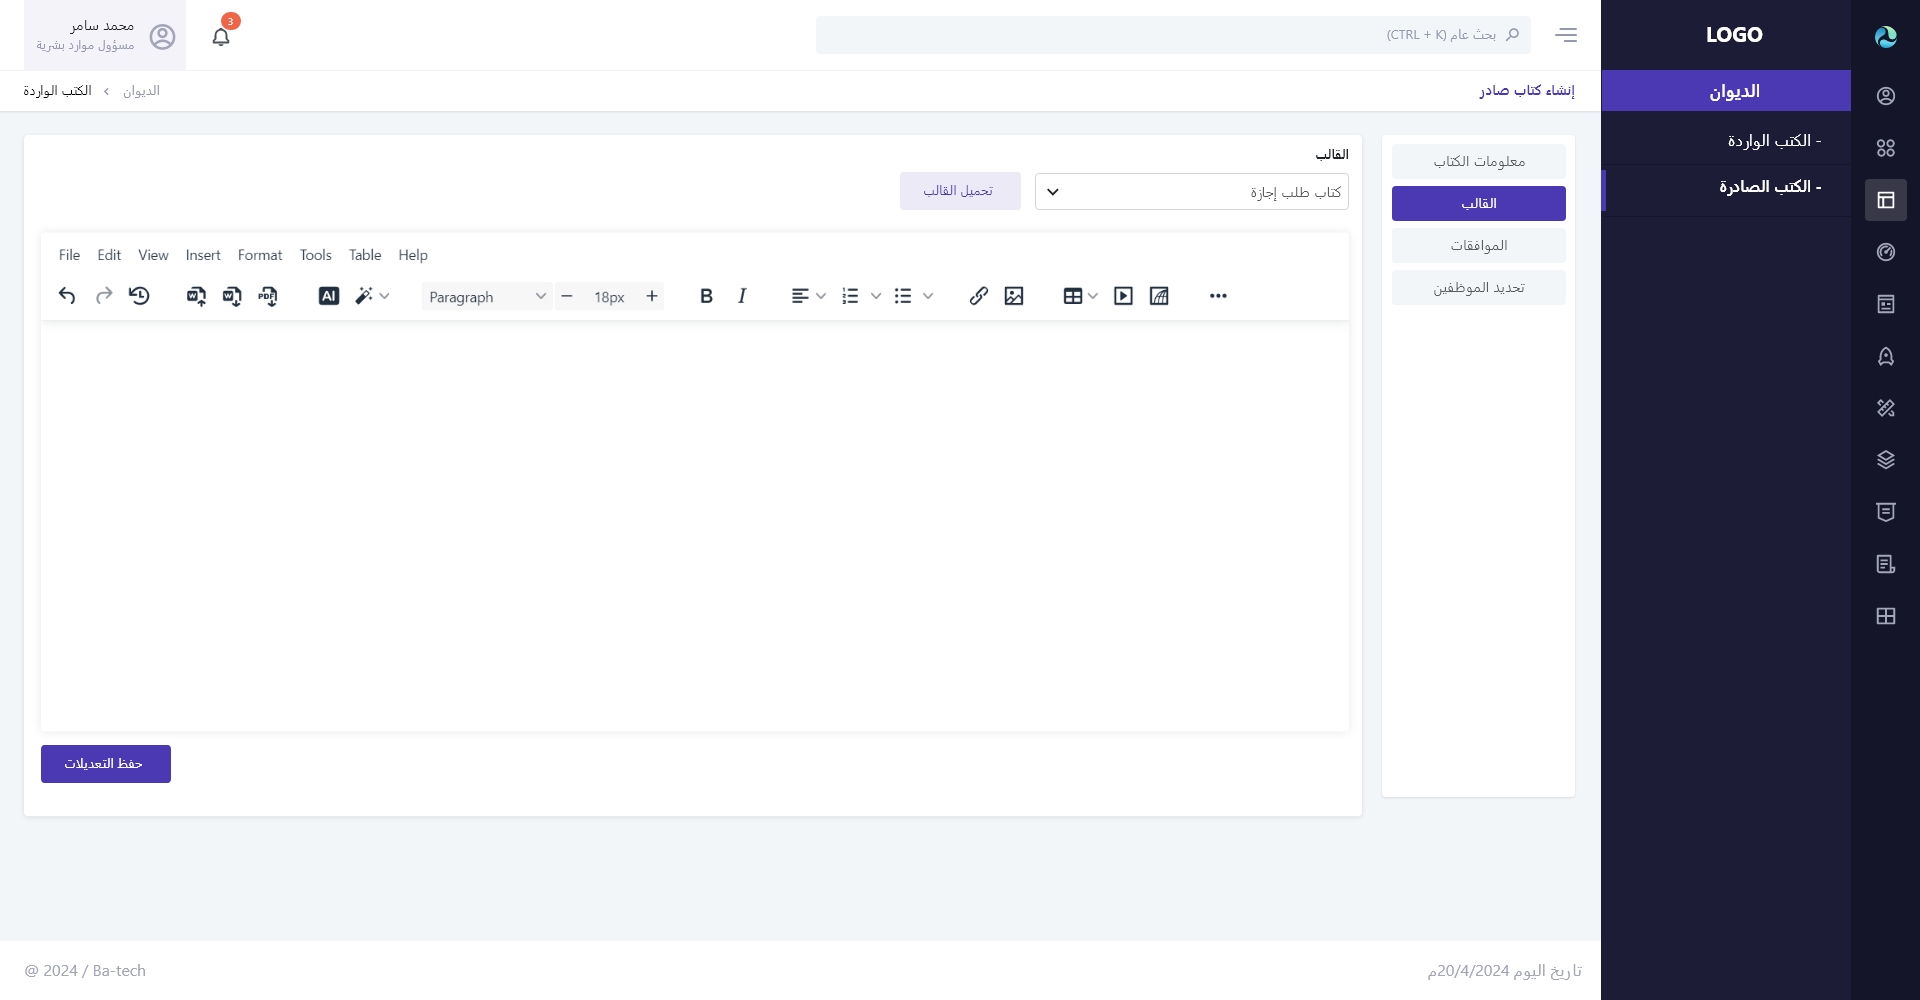 LOGO
الديوان
- الكتب الواردة
- الكتب الصادرة
بحث عام (CTRL + K)
3
محمد سامر
مسؤول موارد بشرية
إنشاء كتاب صادر
الديوان › الكتب الواردة
معلومات الكتاب
القالب
الموافقات
تحديد الموظفين
القالب
كتاب طلب إجازة
تحميل القالب
File Edit View Insert Format Tools Table Help
W W PDF AI Paragraph − 18px + B I
حفظ التعديلات
تاريخ اليوم 20/4/2024م
@ 2024 / Ba-tech